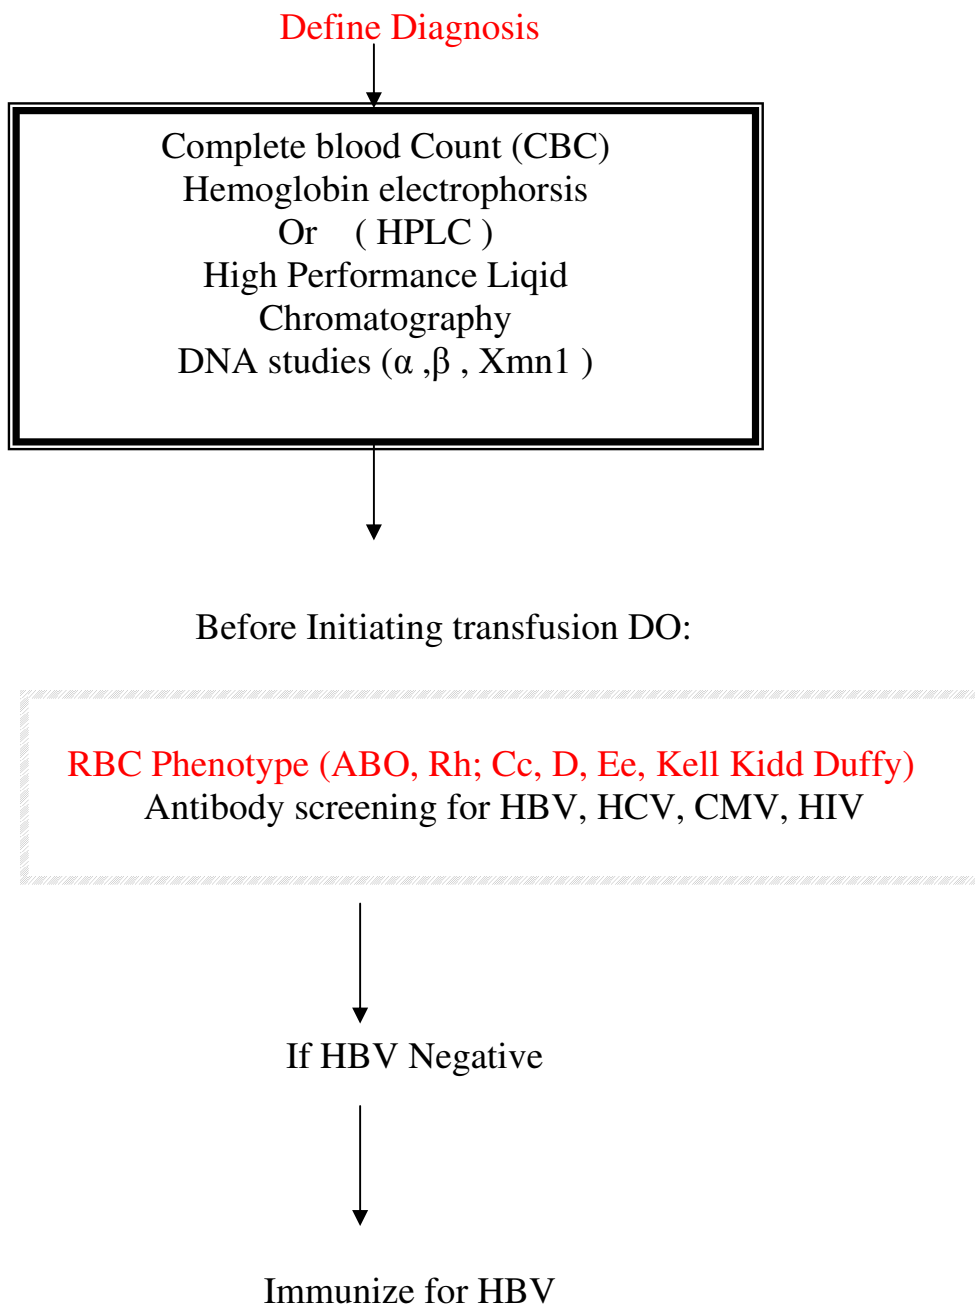 Define Diagnosis
Complete blood Count (CBC)
Hemoglobin electrophorsis
Or ( HPLC )
High Performance Liqid
Chromatography
DNA studies (α ,β , Xmn1 )
Before Initiating transfusion DO:
RBC Phenotype (ABO, Rh; Cc, D, Ee, Kell Kidd Duffy)
Antibody screening for HBV, HCV, CMV, HIV
If HBV Negative
Immunize for HBV